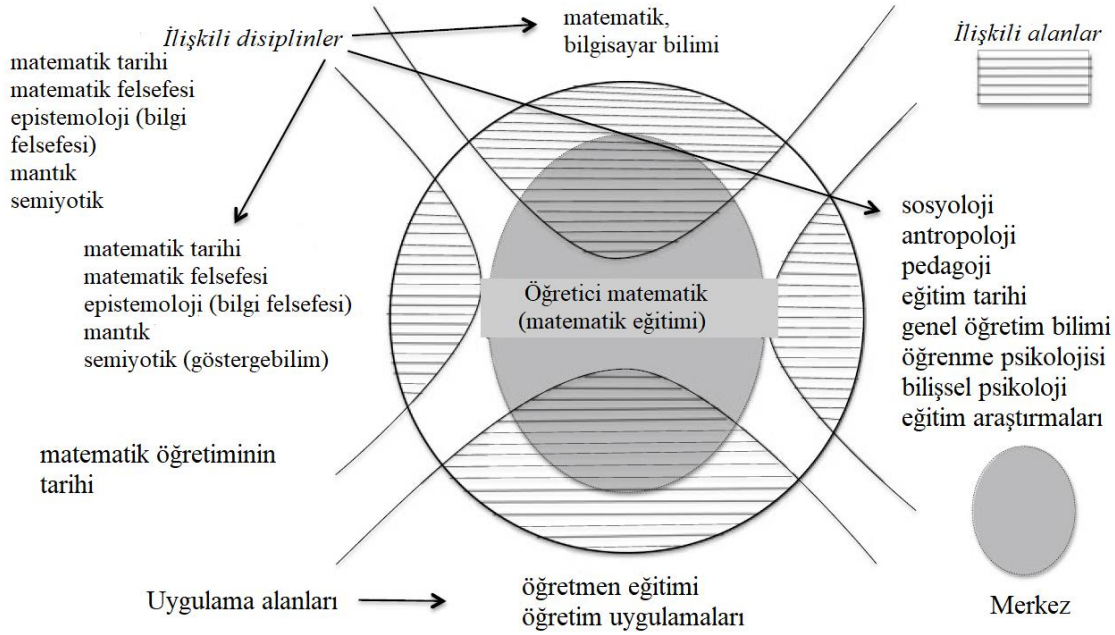 İlişkili disiplinler
matematik tarihi
matematik felsefesi
epistemoloji (bilgi
felsefesi)
mantık
semiyotik
matematik,
bilgisayar bilimi
İlişkili alanlar
matematik tarihi
matematik felsefesi
epistemoloji (bilgi felsefesi)
mantık
semiyotik (göstergebilim)
Öğretici matematik
(matematik eğitimi)
sosyoloji
antropoloji
pedagoji
eğitim tarihi
genel öğretim bilimi
öğrenme psikolojisi
bilişsel psikoloji
eğitim araştırmaları
matematik öğretiminin
tarihi
Uygulama alanları
öğretmen eğitimi
öğretim uygulamaları
Merkez